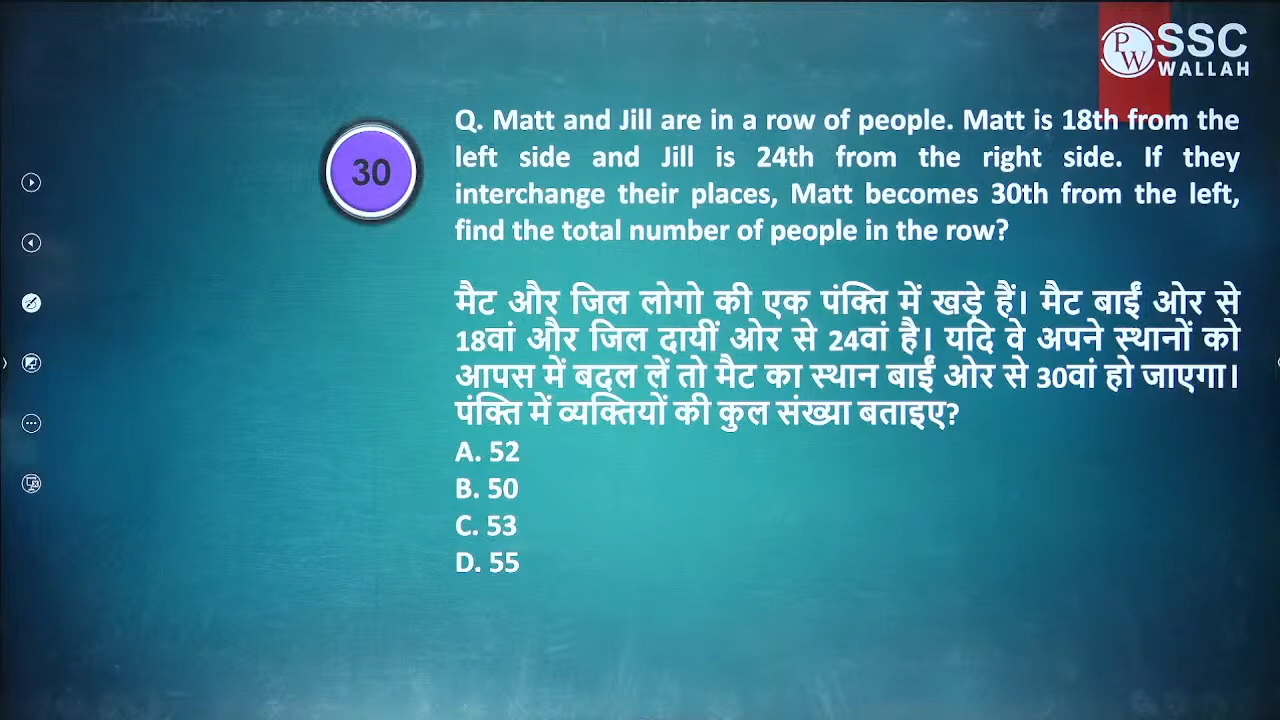 PW SSC
WALLAH
30
Q. Matt and Jill are in a row of people. Matt is 18th from the
left side and Jill is 24th from the right side. If they
interchange their places, Matt becomes 30th from the left,
find the total number of people in the row?
मैट और जिल लोगो की एक पंक्ति में खड़े हैं। मैट बाईं ओर से
18वां और जिल दायीं ओर से 24वां है। यदि वे अपने स्थानों को
आपस में बदल लें तो मैट का स्थान बाईं ओर से 30वां हो जाएगा।
पंक्ति में व्यक्तियों की कुल संख्या बताइए?
A. 52
B. 50
C. 53
D. 55